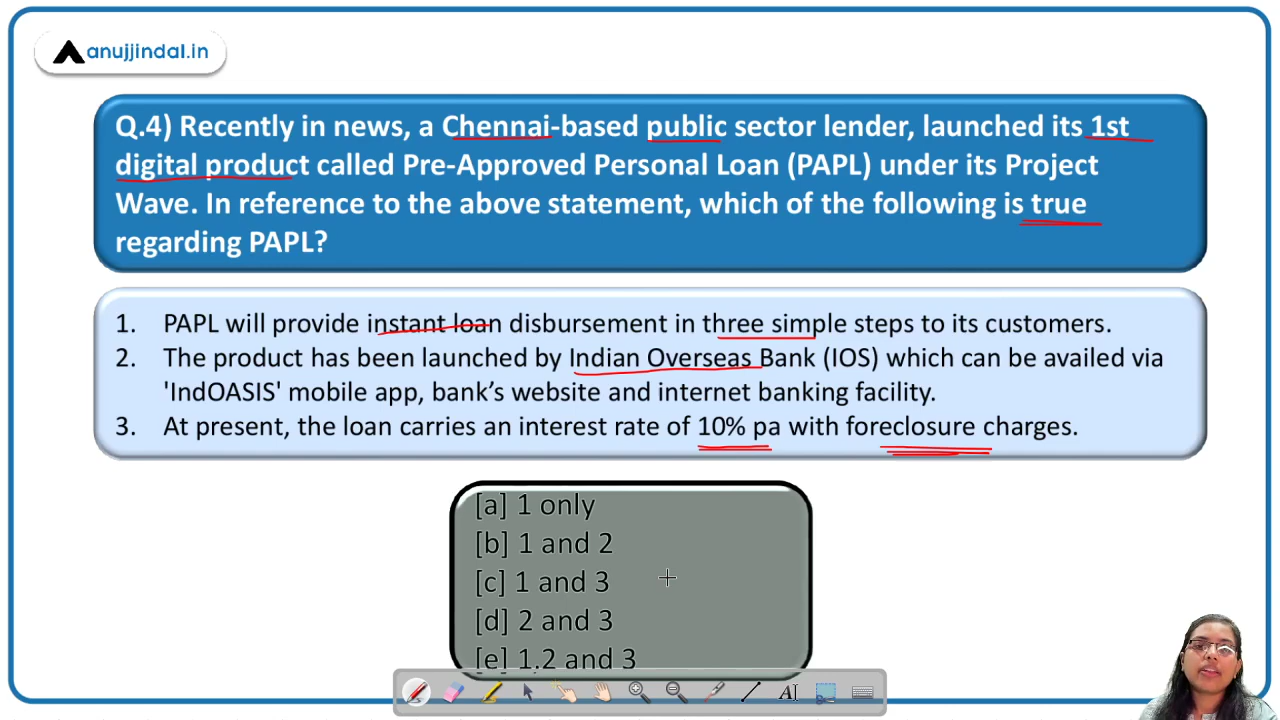 anujjindal.in
Q.4) Recently in news, a Chennai-based public sector lender, launched its 1st
digital product called Pre-Approved Personal Loan (PAPL) under its Project
Wave. In reference to the above statement, which of the following is true
regarding PAPL?
1. PAPL will provide instant loan disbursement in three simple steps to its customers.
2. The product has been launched by Indian Overseas Bank (IOS) which can be availed via
'IndOASIS' mobile app, bank’s website and internet banking facility.
3. At present, the loan carries an interest rate of 10% pa with foreclosure charges.
[a] 1 only
[b] 1 and 2
[c] 1 and 3
[d] 2 and 3
[e] 1,2 and 3
A